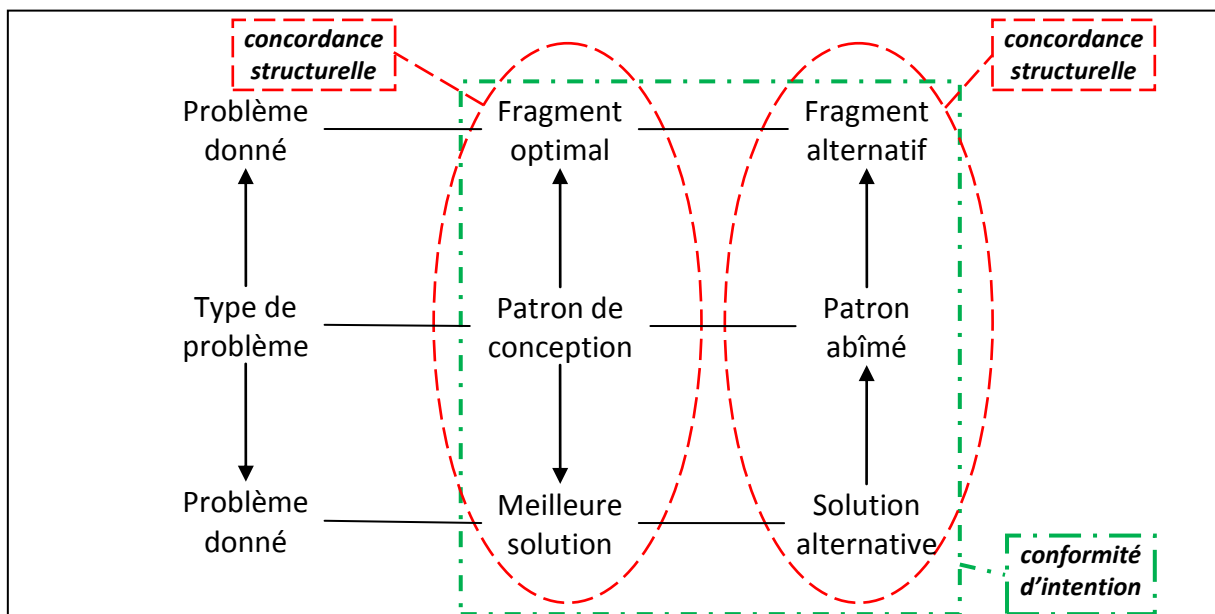 concordance
structurelle
concordance
structurelle
Problème
donné
Fragment
optimal
Fragment
alternatif
Type de
problème
Patron de
conception
Patron
abîmé
Problème
donné
Meilleure
solution
Solution
alternative
conformité
d'intention